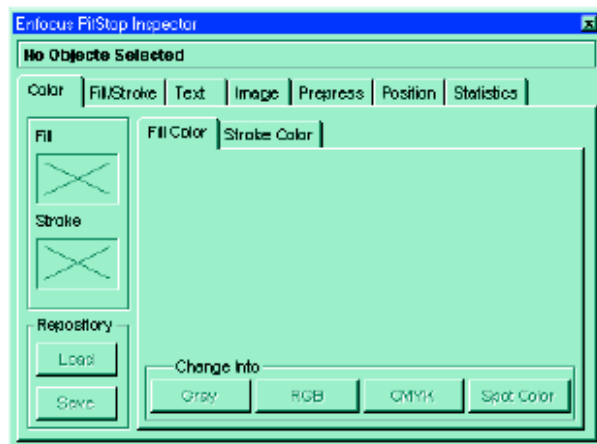 Enfocus PitStop Inspector
No Objects Selected
Color Fill/Stroke Text Image Prepress Position Statistics
Fill
Fill Color Stroke Color
Stroke
Repository
Load
Save
Change Into
Gray RGB CMYK Spot Color